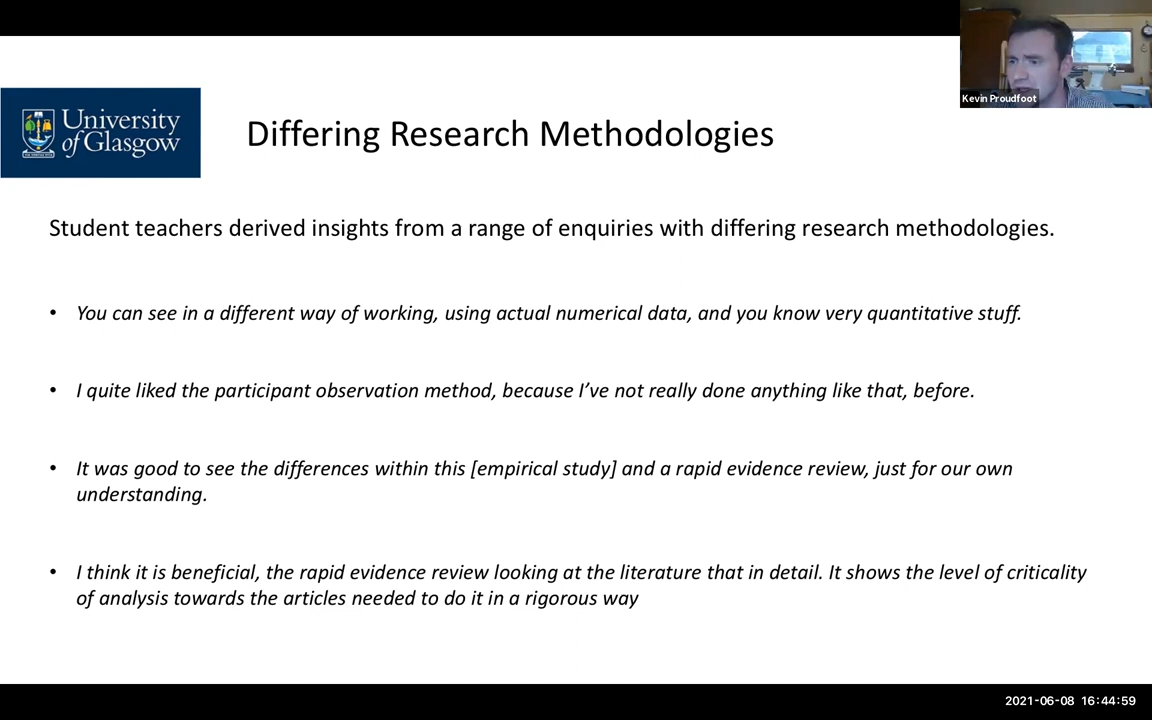 Kevin Proudfoot
University
of Glasgow
Differing Research Methodologies
Student teachers derived insights from a range of enquiries with differing research methodologies.
• You can see in a different way of working, using actual numerical data, and you know very quantitative stuff.
• I quite liked the participant observation method, because I’ve not really done anything like that, before.
• It was good to see the differences within this [empirical study] and a rapid evidence review, just for our own
understanding.
• I think it is beneficial, the rapid evidence review looking at the literature that in detail. It shows the level of criticality
of analysis towards the articles needed to do it in a rigorous way
2021-06-08 16:44:59